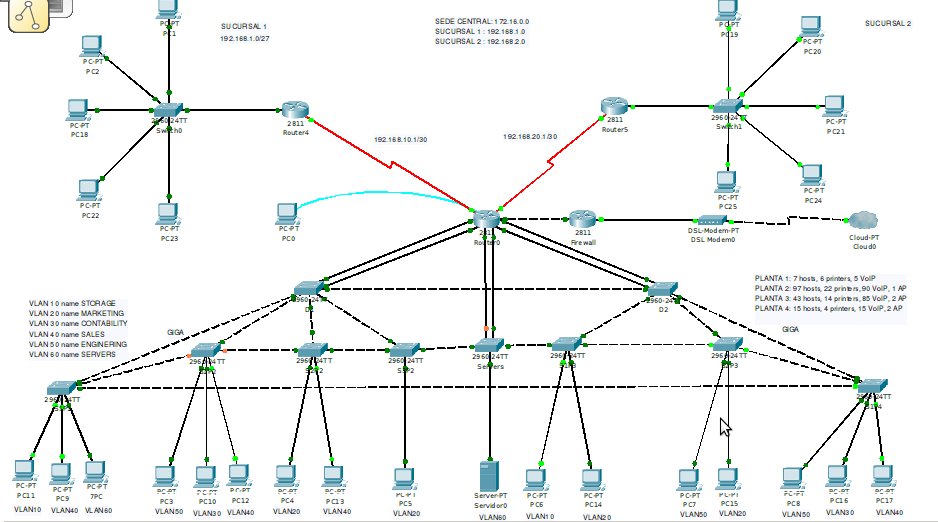 PC-PT
PC1
SUCURSAL 1
192.168.1.0/27
SEDE CENTRAL: 172.16.0.0
SUCURSAL 1 : 192.168.1.0
SUCURSAL 2 : 192.168.2.0
PC19
SUCURSAL 2
PC-PT
PC20
PC-PT
PC2
PC-PT
PC18
2960-24TT
Switch0
2811
Router4
192.168.10.1/30
192.168.20.1/30
2811
Router5
2960-24TT
Switch1
PC-PT
PC21
PC-PT
PC22
PC-PT
PC23
PC-PT
PC0
PC-PT
PC25
PC-PT
PC24
2811
Router0
2811
Firewall
DSL-Modem-PT
DSL Modem0
Cloud-PT
Cloud0
VLAN 10 name STORAGE
VLAN 20 name MARKETING
VLAN 30 name CONTABILITY
VLAN 40 name SALES
VLAN 50 name ENGINERING
VLAN 60 name SERVERS
2960-24TT
2960-24TT
D2
PLANTA 1: 7 hosts, 6 printers, 5 VoIP
PLANTA 2: 97 hosts, 22 printers,90 VoIP, 1 AP
PLANTA 3: 43 hosts, 14 printers, 85 VoIP, 2 AP
PLANTA 4: 15 hosts, 4 printers, 15 VoIP, 2 AP
GIGA
GIGA
2960-24TT
2960-24TT
2960-24TT
2960-24TT
Servers
2960-24TT
2960-24TT
2960-24TT
2960-24TT
PC-PT
PC11
VLAN10
PC-PT
PC9
VLAN40
PC-PT
7PC
VLAN60
PC-PT
PC3
VLAN50
PC-PT
PC10
VLAN30
PC-PT
PC12
VLAN40
PC-PT
PC4
VLAN20
PC-PT
PC13
VLAN40
PC-PT
PC5
VLAN20
Server-PT
Servidor0
VLAN60
PC-PT
PC6
VLAN10
PC-PT
PC14
VLAN20
PC-PT
PC7
VLAN50
PC-PT
PC15
VLAN20
PC-PT
PC8
VLAN50
PC-PT
PC16
VLAN30
PC-PT
PC17
VLAN40